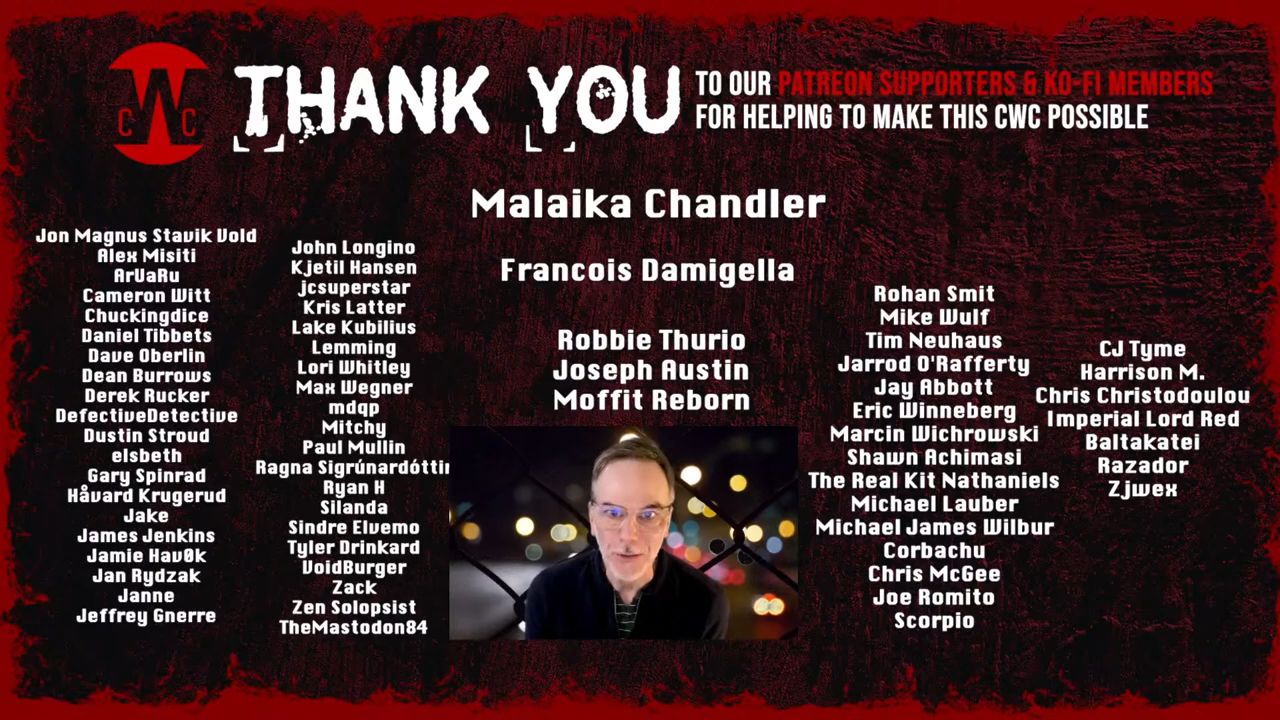 CWC
THANK YOU
TO OUR PATREON SUPPORTERS & KO-FI MEMBERS
FOR HELPING TO MAKE THIS CWC POSSIBLE
Malaika Chandler
Francois Damigella
Robbie Thurio
Joseph Austin
Moffit Reborn
Jon Magnus Stavik Vold
Alex Misiti
ArVaRu
Cameron Witt
Chuckingdice
Daniel Tibbets
Dave Oberlin
Dean Burrows
Derek Rucker
DefectiveDetective
Dustin Stroud
elsbeth
Gary Spinrad
Håvard Krugerud
Jake
James Jenkins
Jamie Hav0k
Jan Rydzak
Janne
Jeffrey Gnerre
John Longino
Kjetil Hansen
jcsuperstar
Kris Latter
Lake Kubilius
Lemming
Lori Whitley
Max Wegner
mdqp
Mitchy
Paul Mullin
Ragna Sigrúnardóttir
Ryan H
Silanda
Sindre Elvemo
Tyler Drinkard
VoidBurger
Zack
Zen Solopsist
TheMastodon84
Rohan Smit
Mike Wulf
Tim Neuhaus
Jarrod O'Rafferty
Jay Abbott
Eric Winneberg
Marcin Wichrowski
Shawn Achimasi
The Real Kit Nathaniels
Michael Lauber
Michael James Wilbur
Corbachu
Chris McGee
Joe Romito
Scorpio
CJ Tyme
Harrison M.
Chris Christodoulou
Imperial Lord Red
Baltakatei
Razador
Zjwex